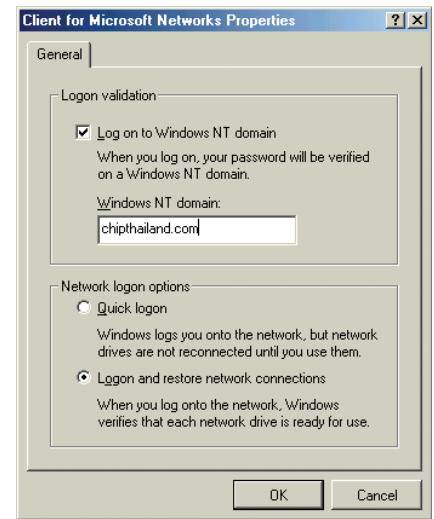 Client for Microsoft Networks Properties
General
Logon validation
Log on to Windows NT domain
When you log on, your password will be verified
on a Windows NT domain.
Windows NT domain:
chipthailand.com
Network logon options
Quick logon
Windows logs you onto the network, but network
drives are not reconnected until you use them.
Logon and restore network connections
When you log onto the network, Windows
verifies that each network drive is ready for use.
OK
Cancel